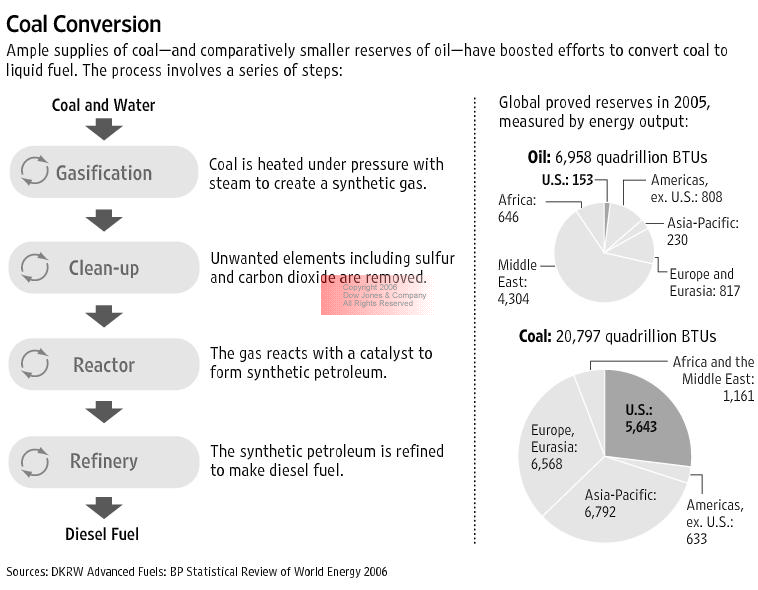 Coal Conversion
Ample supplies of coal—and comparatively smaller reserves of oil—have boosted efforts to convert coal to
liquid fuel. The process involves a series of steps:
Coal and Water
Gasification
Coal is heated under pressure with
steam to create a synthetic gas.
Clean-up
Unwanted elements including sulfur
and carbon dioxide are removed.
Copyright 2006
Dow Jones & Company
All Rights Reserved
Reactor
The gas reacts with a catalyst to
form synthetic petroleum.
Refinery
The synthetic petroleum is refined
to make diesel fuel.
Diesel Fuel
Global proved reserves in 2005,
measured by energy output:
Oil: 6,958 quadrillion BTUs
U.S.: 153
Americas,
ex. U.S.: 808
Africa:
646
Asia-Pacific:
230
Middle
East:
4,304
Europe and
Eurasia: 817
Coal: 20,797 quadrillion BTUs
Africa and the
Middle East:
1,161
U.S.:
5,643
Europe,
Eurasia:
6,568
Asia-Pacific:
6,792
Americas,
ex. U.S.:
633
Sources: DKRW Advanced Fuels: BP Statistical Review of World Energy 2006